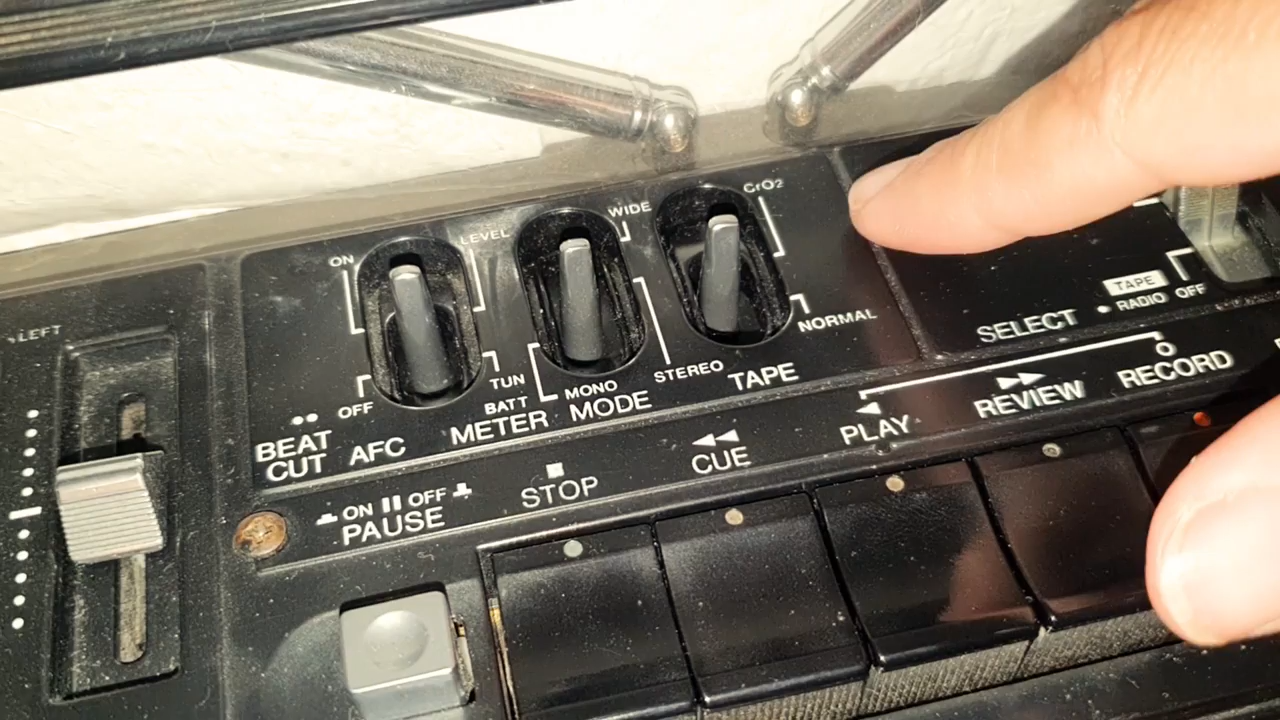 LEFT
ON
OFF
BEAT
CUT
AFC
LEVEL
TUN
BATT
METER
WIDE
MONO
STEREO
MODE
CrO2
NORMAL
TAPE
TAPE
RADIO OFF
SELECT
ON OFF
PAUSE
STOP
CUE
PLAY
REVIEW
RECORD